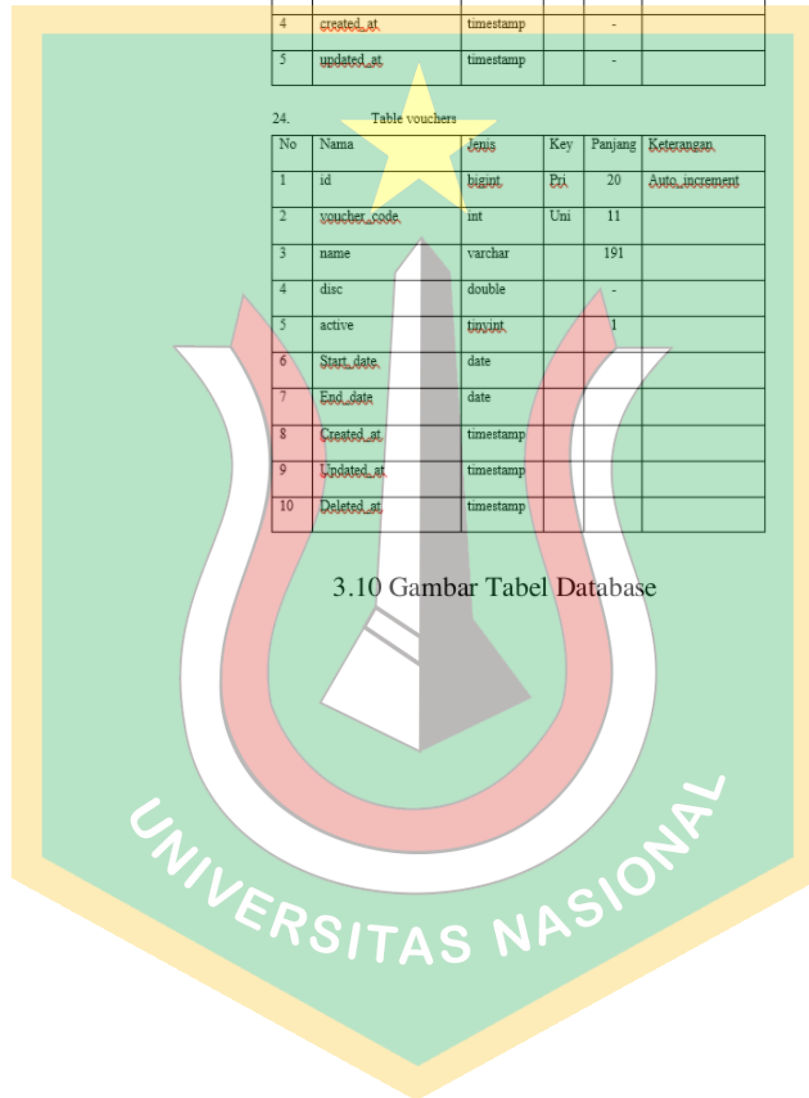 4 created_at timestamp -
5 updated_at timestamp -
24. Table vouchers
No Nama Jenis Key Panjang Keterangan
1 id bigint Pri 20 Auto_increment
2 voucher_code int Uni 11
3 name varchar 191
4 disc double -
5 active tinyint 1
6 Start_date date
7 End_date date
8 Created_at timestamp
9 Updated_at timestamp
10 Deleted_at timestamp
3.10 Gambar Tabel Database
UNIVERSITAS NASIONAL